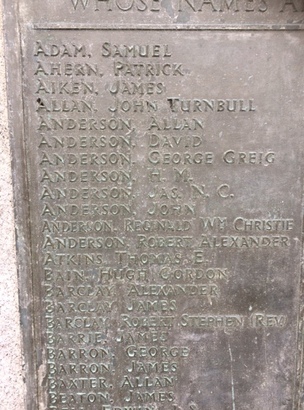 WHOSE NAMES A
ADAM, SAMUEL
AHERN, PATRICK
AIKEN, JAMES
ALLAN, JOHN TURNBULL
ANDERSON, ALLAN
ANDERSON, DAVID
ANDERSON, GEORGE GREIG
ANDERSON, H. M.
ANDERSON, JAS. N. C.
ANDERSON, JOHN
ANDERSON, REGINALD WM CHRISTIE
ANDERSON, ROBERT ALEXANDER
ATKINS, THOMAS E.
BAIN, HUGH GORDON
BARCLAY, ALEXANDER
BARCLAY, JAMES
BARCLAY, ROBERT STEPHEN (REV
BARRIE, JAMES
BARRON, GEORGE
BARRON, JAMES
BAXTER, ALLAN
BEATON, JAMES